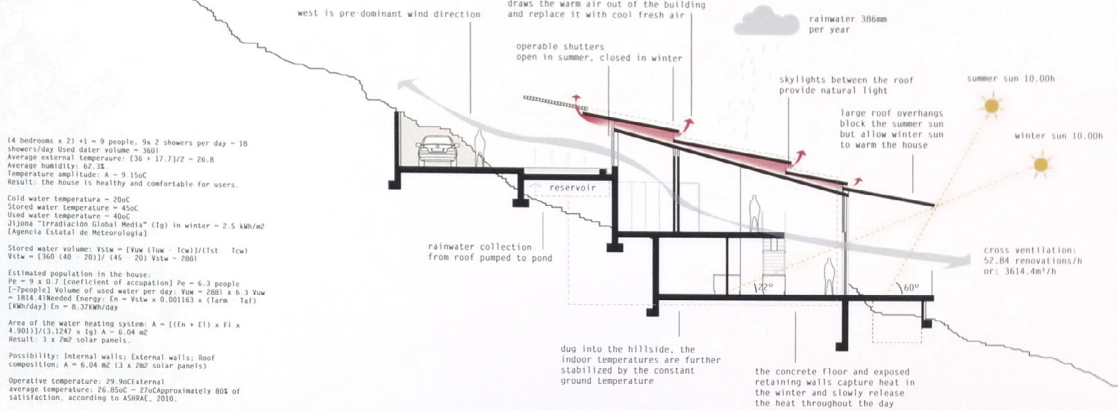 west is pre-dominant wind direction
draws the warm air out of the building
and replace it with cool fresh air
rainwater 386mm
per year
operable shutters
open in summer, closed in winter
skylights between the roof
provide natural light
summer sun 10.00h
large roof overhangs
block the summer sun
but allow winter sun
to warm the house
winter sun 10.00h
(4 bedrooms x 2) +1 = 9 people, 9x 2 showers per day = 18
showers/day Used dater volume = 360l
Average external temperaure: [36 + 17.7]/2 = 26.8
Average humidity: 62.3%
Temperature amplitude: A = 9.15oC
Result: the house is healthy and comfortable for users.
Cold water temperatura = 20oC
Stored water temperature = 45oC
Used water temperature = 40oC
Jijona "Irradiación Global Media" (Ig) in winter = 2.5 kWh/m2
[Agencia Estatal de Meteorología]
Stored water volume: Vstw = [Vuw (Tuw - Tcw)]/(Tst - Tcw)
Vstw = [360 (40 - 20)]/ (45 - 20) Vstw = 288l
Estimated population in the house:
Pe = 9 x 0.7 [coeficient of accupation] Pe = 6.3 people
[~7people] Volume of used water per day. Vuw = 288l x 6.3 Vuw
= 1814.4lNeeded Energy: En = Vstw x 0.001163 x (Tarm - Taf)
[KWh/day] En = 8.37KWh/day
Area of the water heating system: A = [((En + El) x Fl x
4.901)]/(3.1247 x Ig) A = 6.04 m2
Result: 3 x 2m2 solar panels.
Possibility: Internal walls; External walls; Roof
composition; A = 6.04 m2 (3 x 2m2 solar panels)
Operative temperature: 29.9oCExternal
average temperature: 26.85oC - 27oCApproximately 80% of
satisfaction, according to ASHRAE, 2010.
reservoir
rainwater collection
from roof pumped to pond
22°
60°
cross ventilation:
52.84 renovations/h
or: 3614.4m³/h
dug into the hillside, the
indoor temperatures are further
stabilized by the constant
ground temperature
the concrete floor and exposed
retaining walls capture heat in
the winter and slowly release
the heat throughout the day